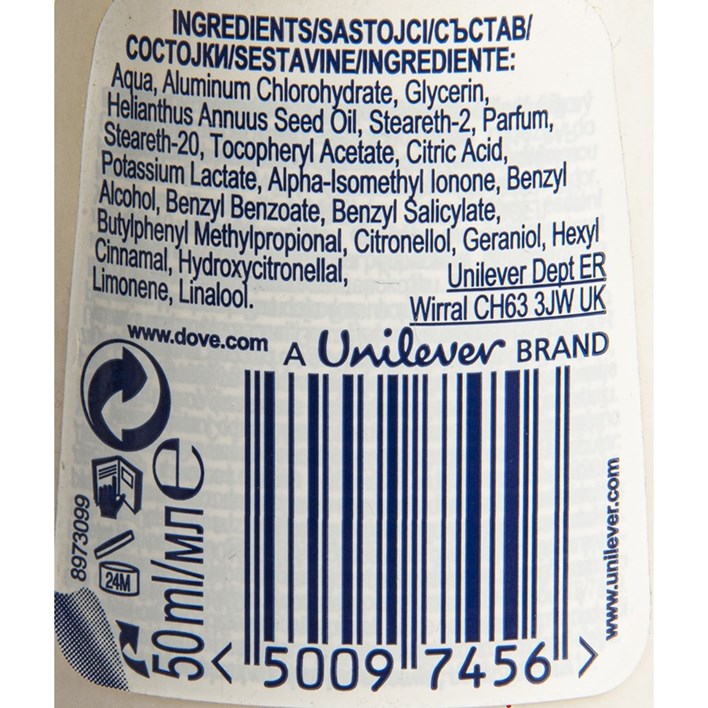 INGREDIENTS/SASTOJCI/СЪСТАВ/
СОСТОЈКИ/SESTAVINE/INGREDIENTE:
Aqua, Aluminum Chlorohydrate, Glycerin,
Helianthus Annuus Seed Oil, Steareth-2, Parfum,
Steareth-20, Tocopheryl Acetate, Citric Acid,
Potassium Lactate, Alpha-Isomethyl Ionone, Benzyl
Alcohol, Benzyl Benzoate, Benzyl Salicylate,
Butylphenyl Methylpropional, Citronellol, Geraniol, Hexyl
Cinnamal, Hydroxycitronellal,
Limonene, Linalool.
Unilever Dept ER
Wirral CH63 3JW UK
www.dove.com
A Unilever BRAND
8973099
24M
50 ml/мл e
< 5009 7456 >
www.unilever.com